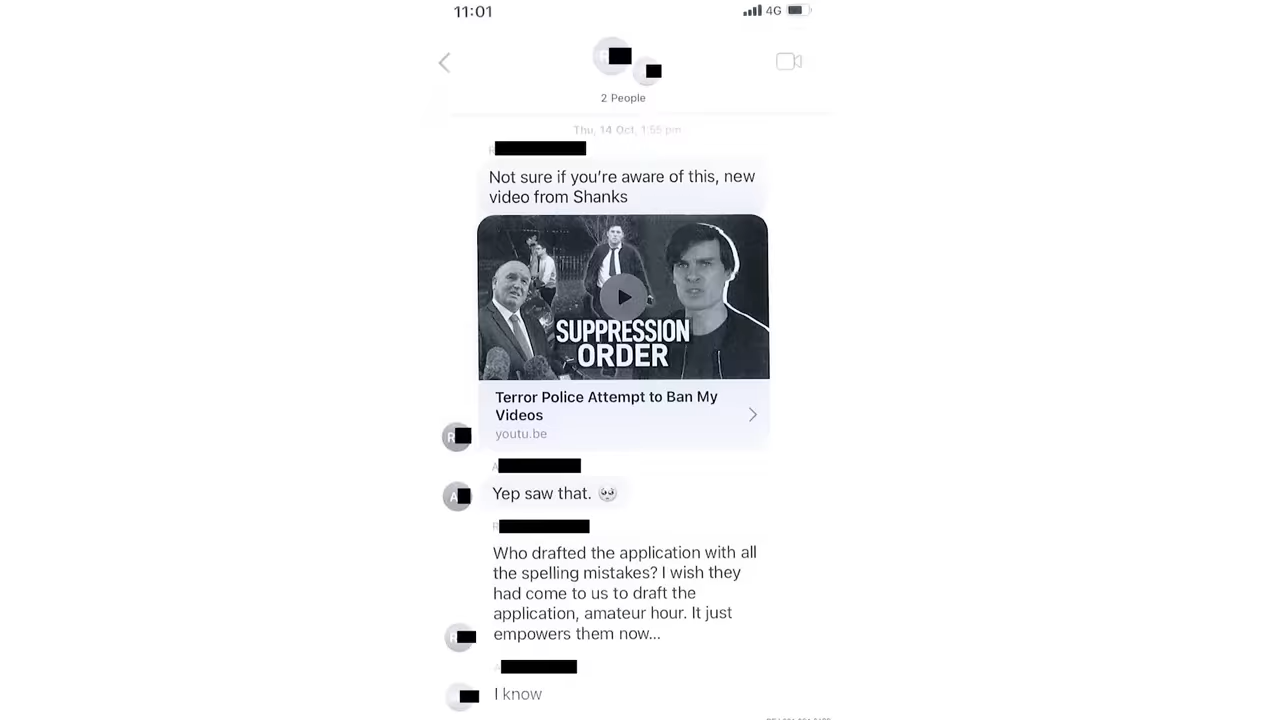 11:01
4G
2 People
Thu, 14 Oct, 1:55 pm
R
Not sure if you're aware of this, new
video from Shanks
SUPPRESSION
ORDER
Terror Police Attempt to Ban My
Videos
youtu.be
R
A
Yep saw that. 🥺
A
R
Who drafted the application with all
the spelling mistakes? I wish they
had come to us to draft the
application, amateur hour. It just
empowers them now...
R
A
I know